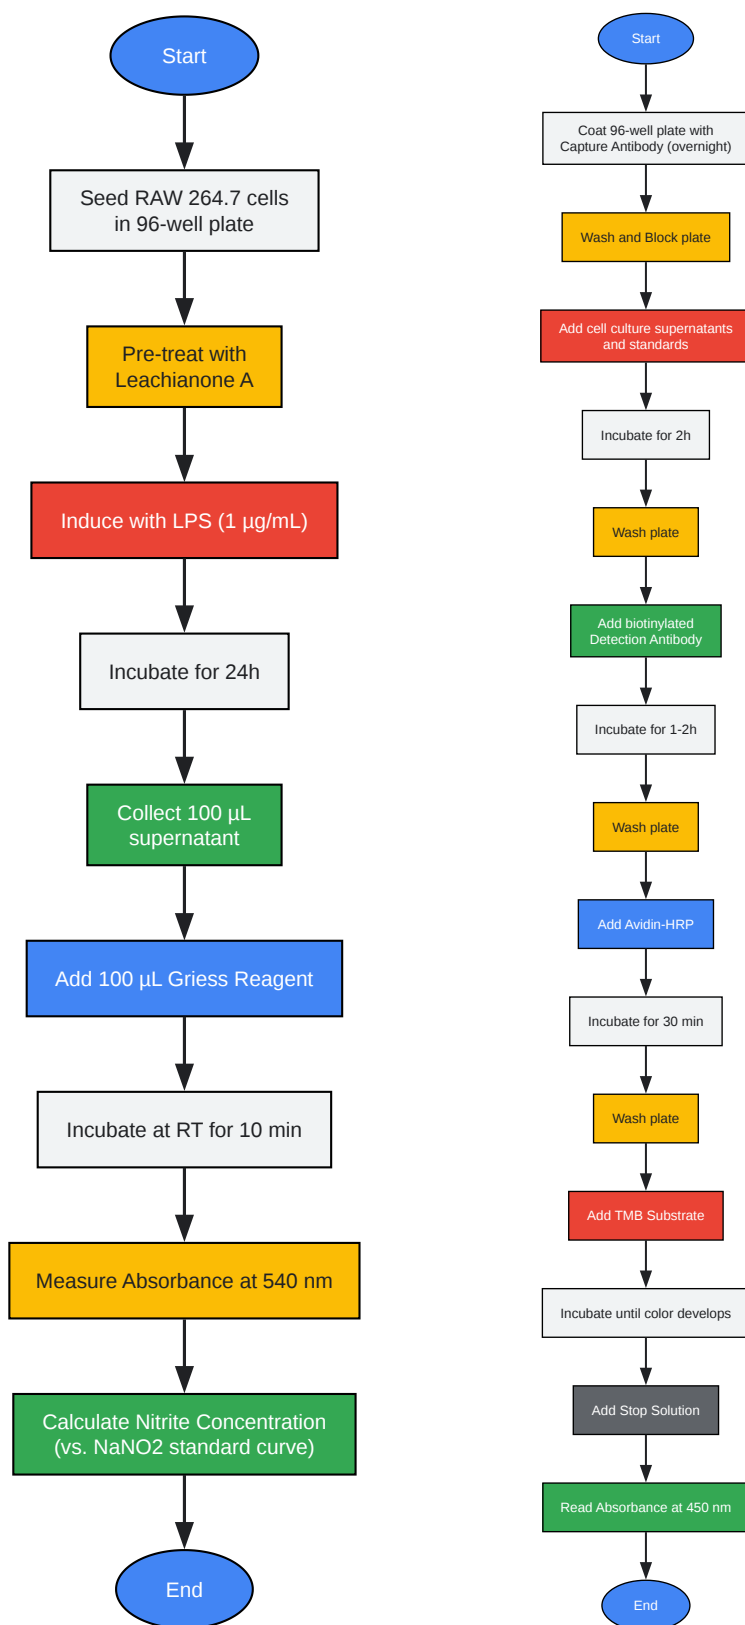 Start
Seed RAW 264.7 cells
in 96-well plate
Pre-treat with
Leachianone A
Induce with LPS (1 µg/mL)
Incubate for 24h
Collect 100 µL
supernatant
Add 100 µL Griess Reagent
Incubate at RT for 10 min
Measure Absorbance at 540 nm
Calculate Nitrite Concentration
(vs. NaNO2 standard curve)
End
Start
Coat 96-well plate with
Capture Antibody (overnight)
Wash and Block plate
Add cell culture supernatants
and standards
Incubate for 2h
Wash plate
Add biotinylated
Detection Antibody
Incubate for 1-2h
Wash plate
Add Avidin-HRP
Incubate for 30 min
Wash plate
Add TMB Substrate
Incubate until color develops
Add Stop Solution
Read Absorbance at 450 nm
End